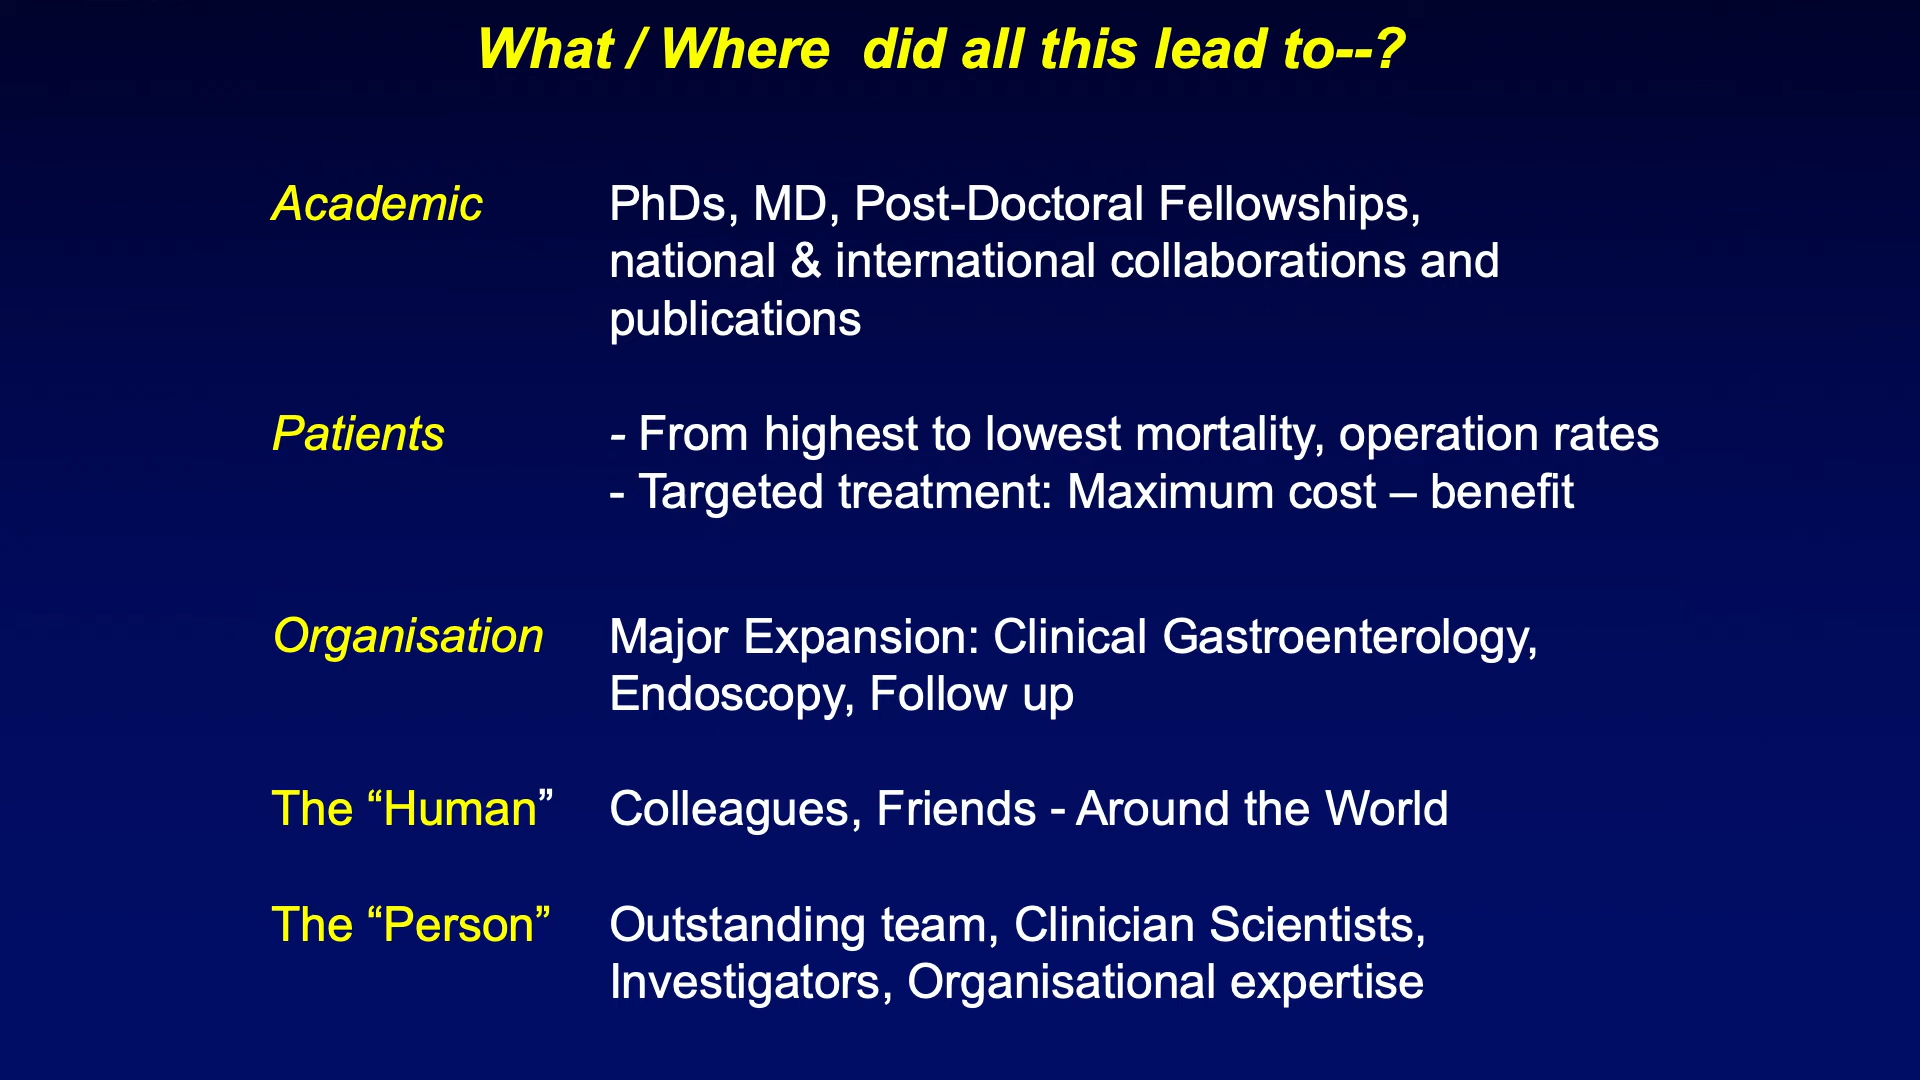 What / Where  did all this lead to--?
Academic PhDs, MD, Post-Doctoral Fellowships,
national & international collaborations and
publications
Patients - From highest to lowest mortality, operation rates
- Targeted treatment: Maximum cost – benefit
Organisation Major Expansion: Clinical Gastroenterology,
Endoscopy, Follow up
The “Human” Colleagues, Friends - Around the World
The “Person” Outstanding team, Clinician Scientists,
Investigators, Organisational expertise